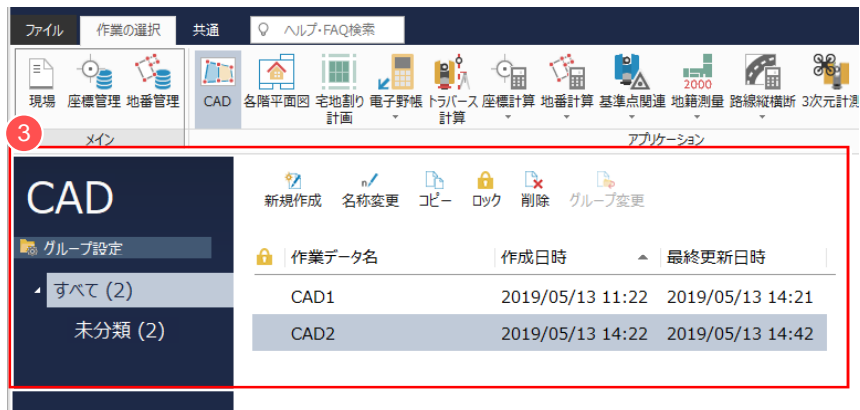 ファイル 作業の選択 共通 ヘルプ・FAQ検索
現場 座標管理 地番管理 CAD 各階平面図 宅地割り計画 電子野帳 トラバース計算 座標計算 地番計算 基準点関連 2000 地籍測量 路線縦横断 3次元計測
メイン アプリケーション
3
CAD
新規作成 名称変更 コピー ロック 削除 グループ変更
グループ設定
作業データ名 作成日時 最終更新日時
すべて (2)
CAD1 2019/05/13 11:22 2019/05/13 14:21
未分類 (2)
CAD2 2019/05/13 14:22 2019/05/13 14:42